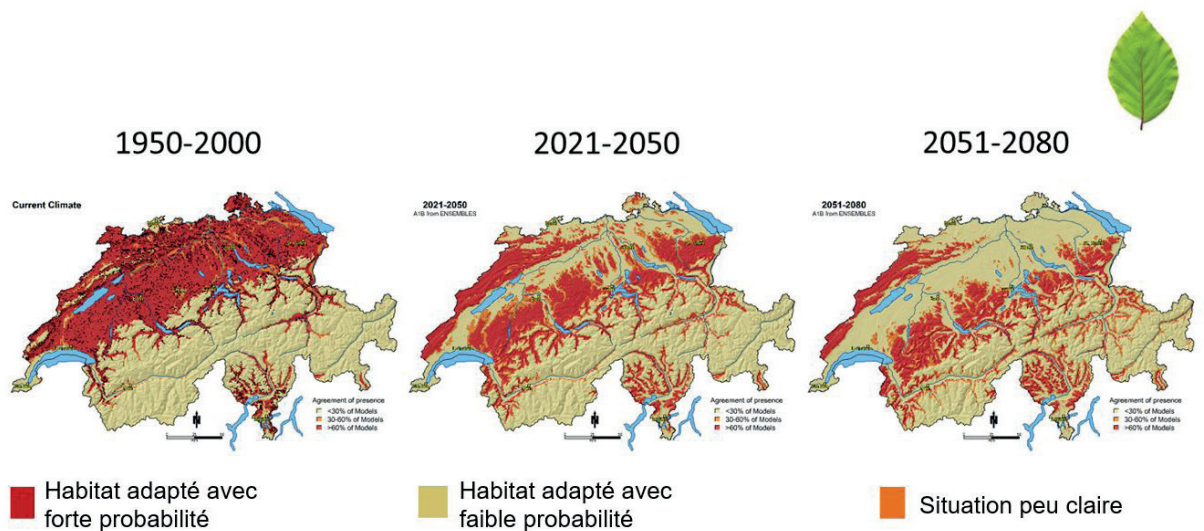 1950-2000
2021-2050
2051-2080
Current Climate
2021-2050
A1B from ENSEMBLES
2051-2080
A1B from ENSEMBLES
Agreement of presence
<30% of Models
30-60% of Models
>60% of Models
Agreement of presence
<30% of Models
30-60% of Models
>60% of Models
Agreement of presence
<30% of Models
30-60% of Models
>60% of Models
Habitat adapté avec
forte probabilité
Habitat adapté avec
faible probabilité
Situation peu claire